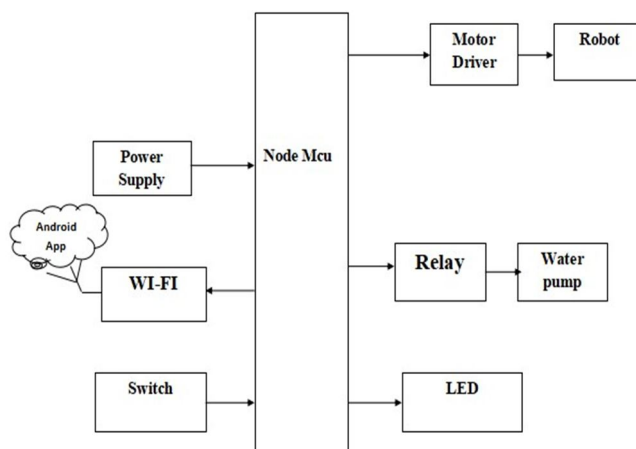 Motor
Driver
Robot
Node Mcu
Power
Supply
Android
App
WI-FI
Relay
Water
pump
Switch
LED